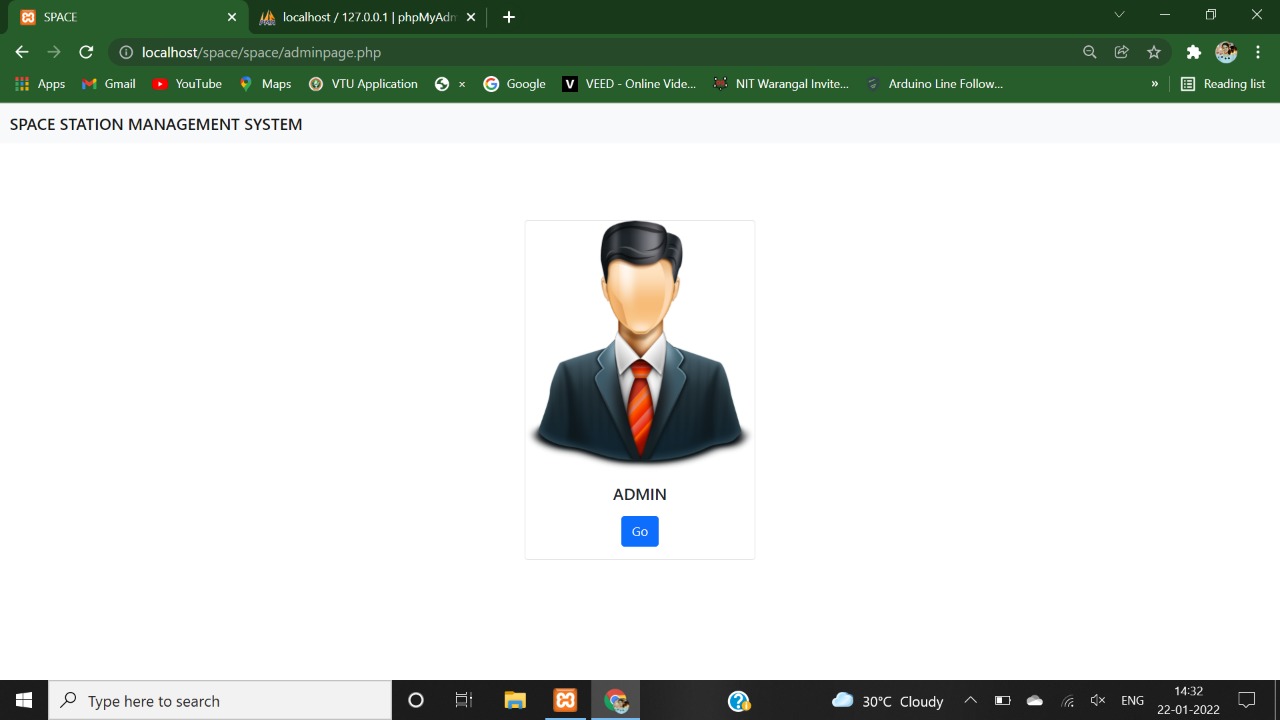 SPACE
localhost / 127.0.0.1 | phpMyAdm
localhost/space/space/adminpage.php
Apps Gmail YouTube Maps VTU Application × Google VEED - Online Vide... NIT Warangal Invite... Arduino Line Follow... » Reading list
SPACE STATION MANAGEMENT SYSTEM
ADMIN
Go
Type here to search
30°C Cloudy
ENG
14:32
22-01-2022